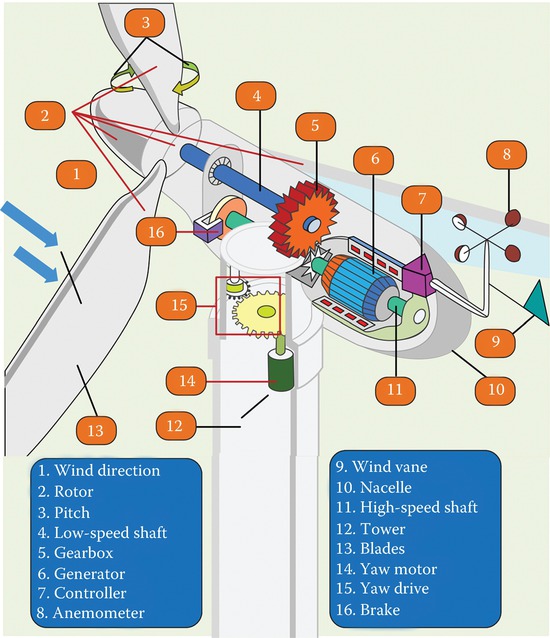 3
4
2
5
6
8
7
1
16
15
9
14
11
10
12
13
1. Wind direction
2. Rotor
3. Pitch
4. Low-speed shaft
5. Gearbox
6. Generator
7. Controller
8. Anemometer
9. Wind vane
10. Nacelle
11. High-speed shaft
12. Tower
13. Blades
14. Yaw motor
15. Yaw drive
16. Brake